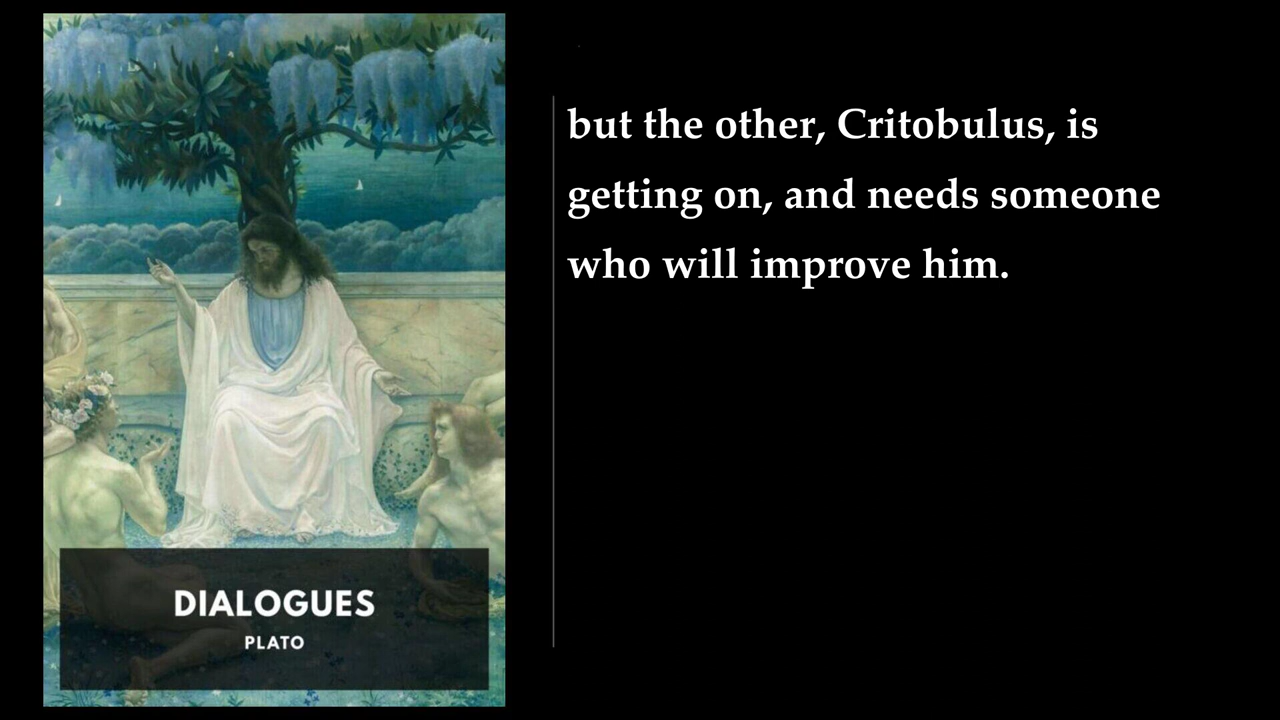 but the other, Critobulus, is
getting on, and needs someone
who will improve him.
DIALOGUES
PLATO